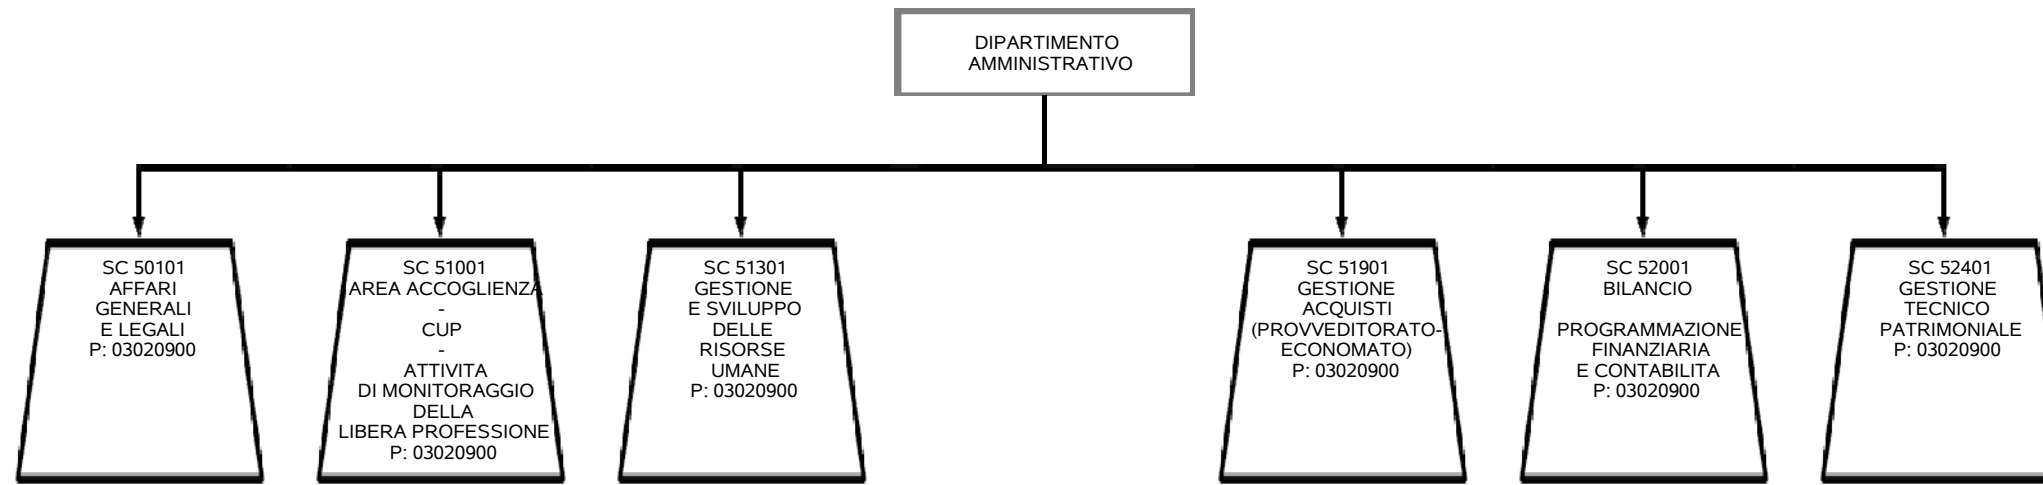 DIPARTIMENTO
AMMINISTRATIVO
SC 50101
AFFARI
GENERALI
E LEGALI
P: 03020900
SC 51001
AREA ACCOGLIENZA
-
CUP
-
ATTIVITA
DI MONITORAGGIO
DELLA
LIBERA PROFESSIONE
P: 03020900
SC 51301
GESTIONE
E SVILUPPO
DELLE
RISORSE
UMANE
P: 03020900
SC 51901
GESTIONE
ACQUISTI
(PROVVEDITORATO-
ECONOMATO)
P: 03020900
SC 52001
BILANCIO
PROGRAMMAZIONE
FINANZIARIA
E CONTABILITA
P: 03020900
SC 52401
GESTIONE
TECNICO
PATRIMONIALE
P: 03020900